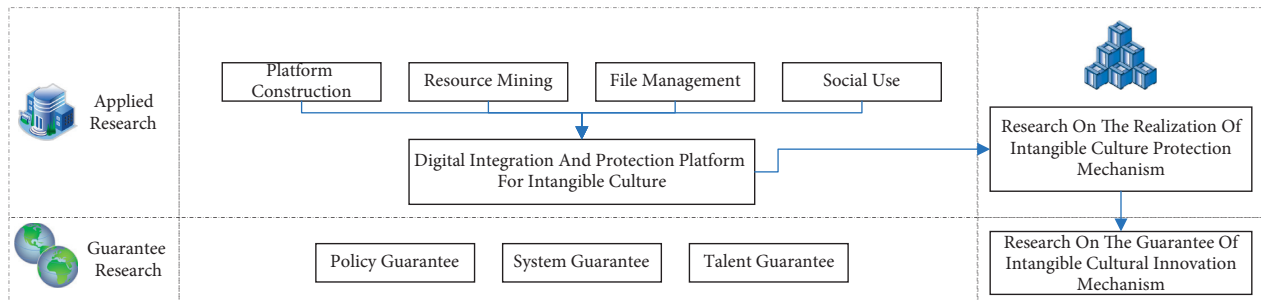 Applied
Research
Platform
Construction
Resource Mining
File Management
Social Use
Digital Integration And Protection Platform
For Intangible Culture
Research On The Realization Of
Intangible Culture Protection
Mechanism
Guarantee
Research
Policy Guarantee
System Guarantee
Talent Guarantee
Research On The Guarantee Of
Intangible Cultural Innovation
Mechanism